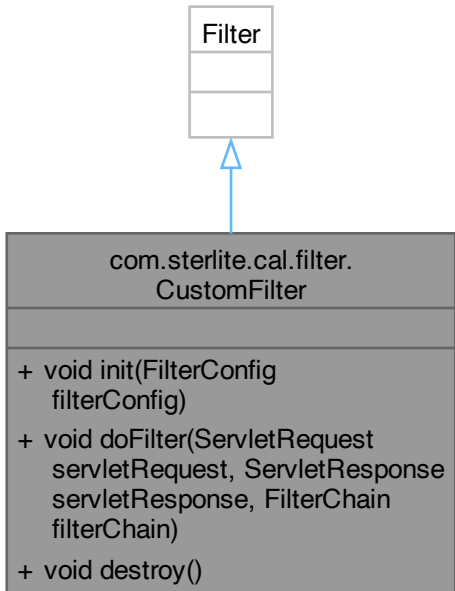 Filter
com.sterlite.cal.filter.
CustomFilter
+ void init(FilterConfig
filterConfig)
+ void doFilter(ServletRequest
servletRequest, ServletResponse
servletResponse, FilterChain
filterChain)
+ void destroy()